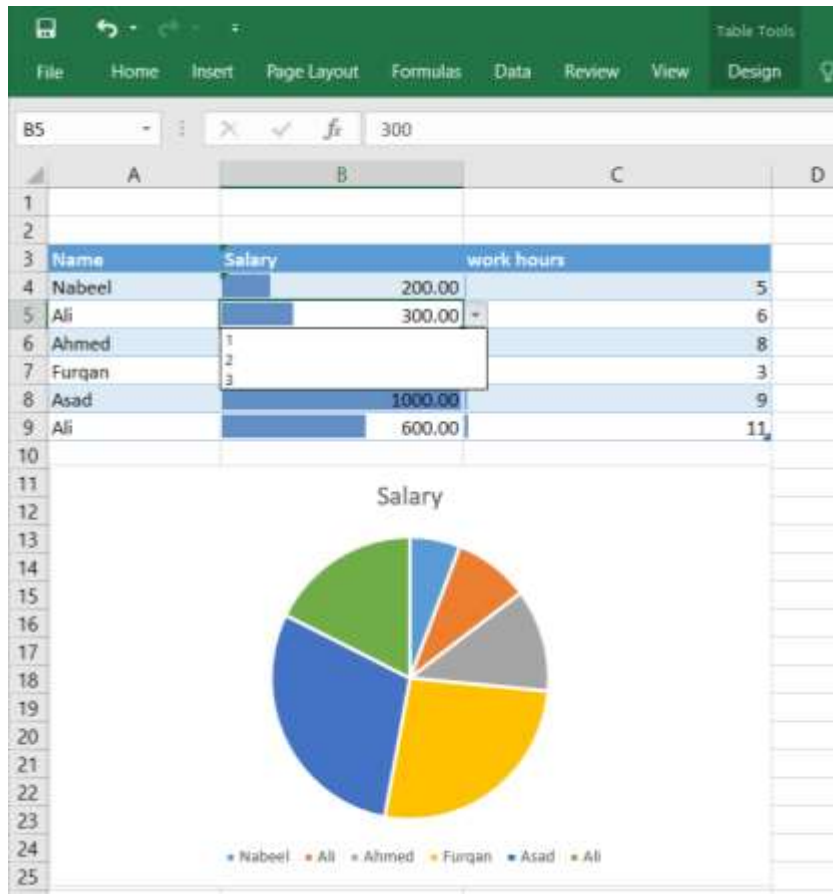 Table Tools
File Home Insert Page Layout Formulas Data Review View Design
B5 fx 300
A B C D
1
2
3 Name Salary work hours
4 Nabeel 200.00 5
5 Ali 300.00 6
6 Ahmed 1 8
2
7 Furqan 3 3
8 Asad 1000.00 9
9 Ali 600.00 11
10
11
Salary
12
13
14
15
16
17
18
19
20
21
22
23
24 Nabeel Ali Ahmed Furqan Asad Ali
25